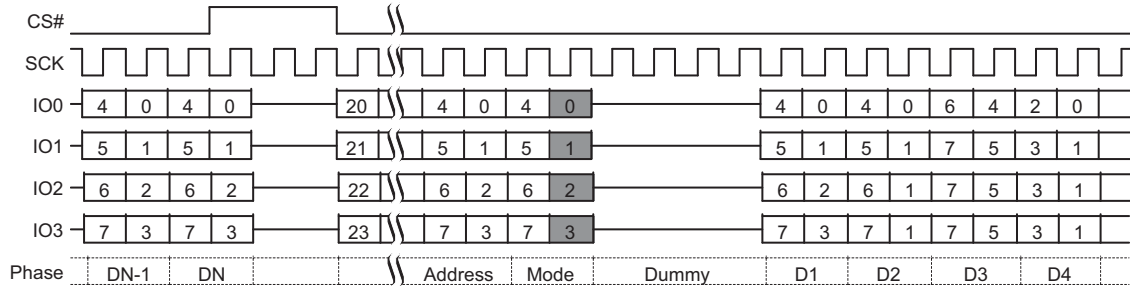 CS#
SCK
IO0 4 0 4 0 20 4 0 4 0 4 0 4 0 6 4 2 0
IO1 5 1 5 1 21 5 1 5 1 5 1 5 1 7 5 3 1
IO2 6 2 6 2 22 6 2 6 2 6 2 6 1 7 5 3 1
IO3 7 3 7 3 23 7 3 7 3 7 3 7 1 7 5 3 1
Phase DN-1 DN Address Mode Dummy D1 D2 D3 D4